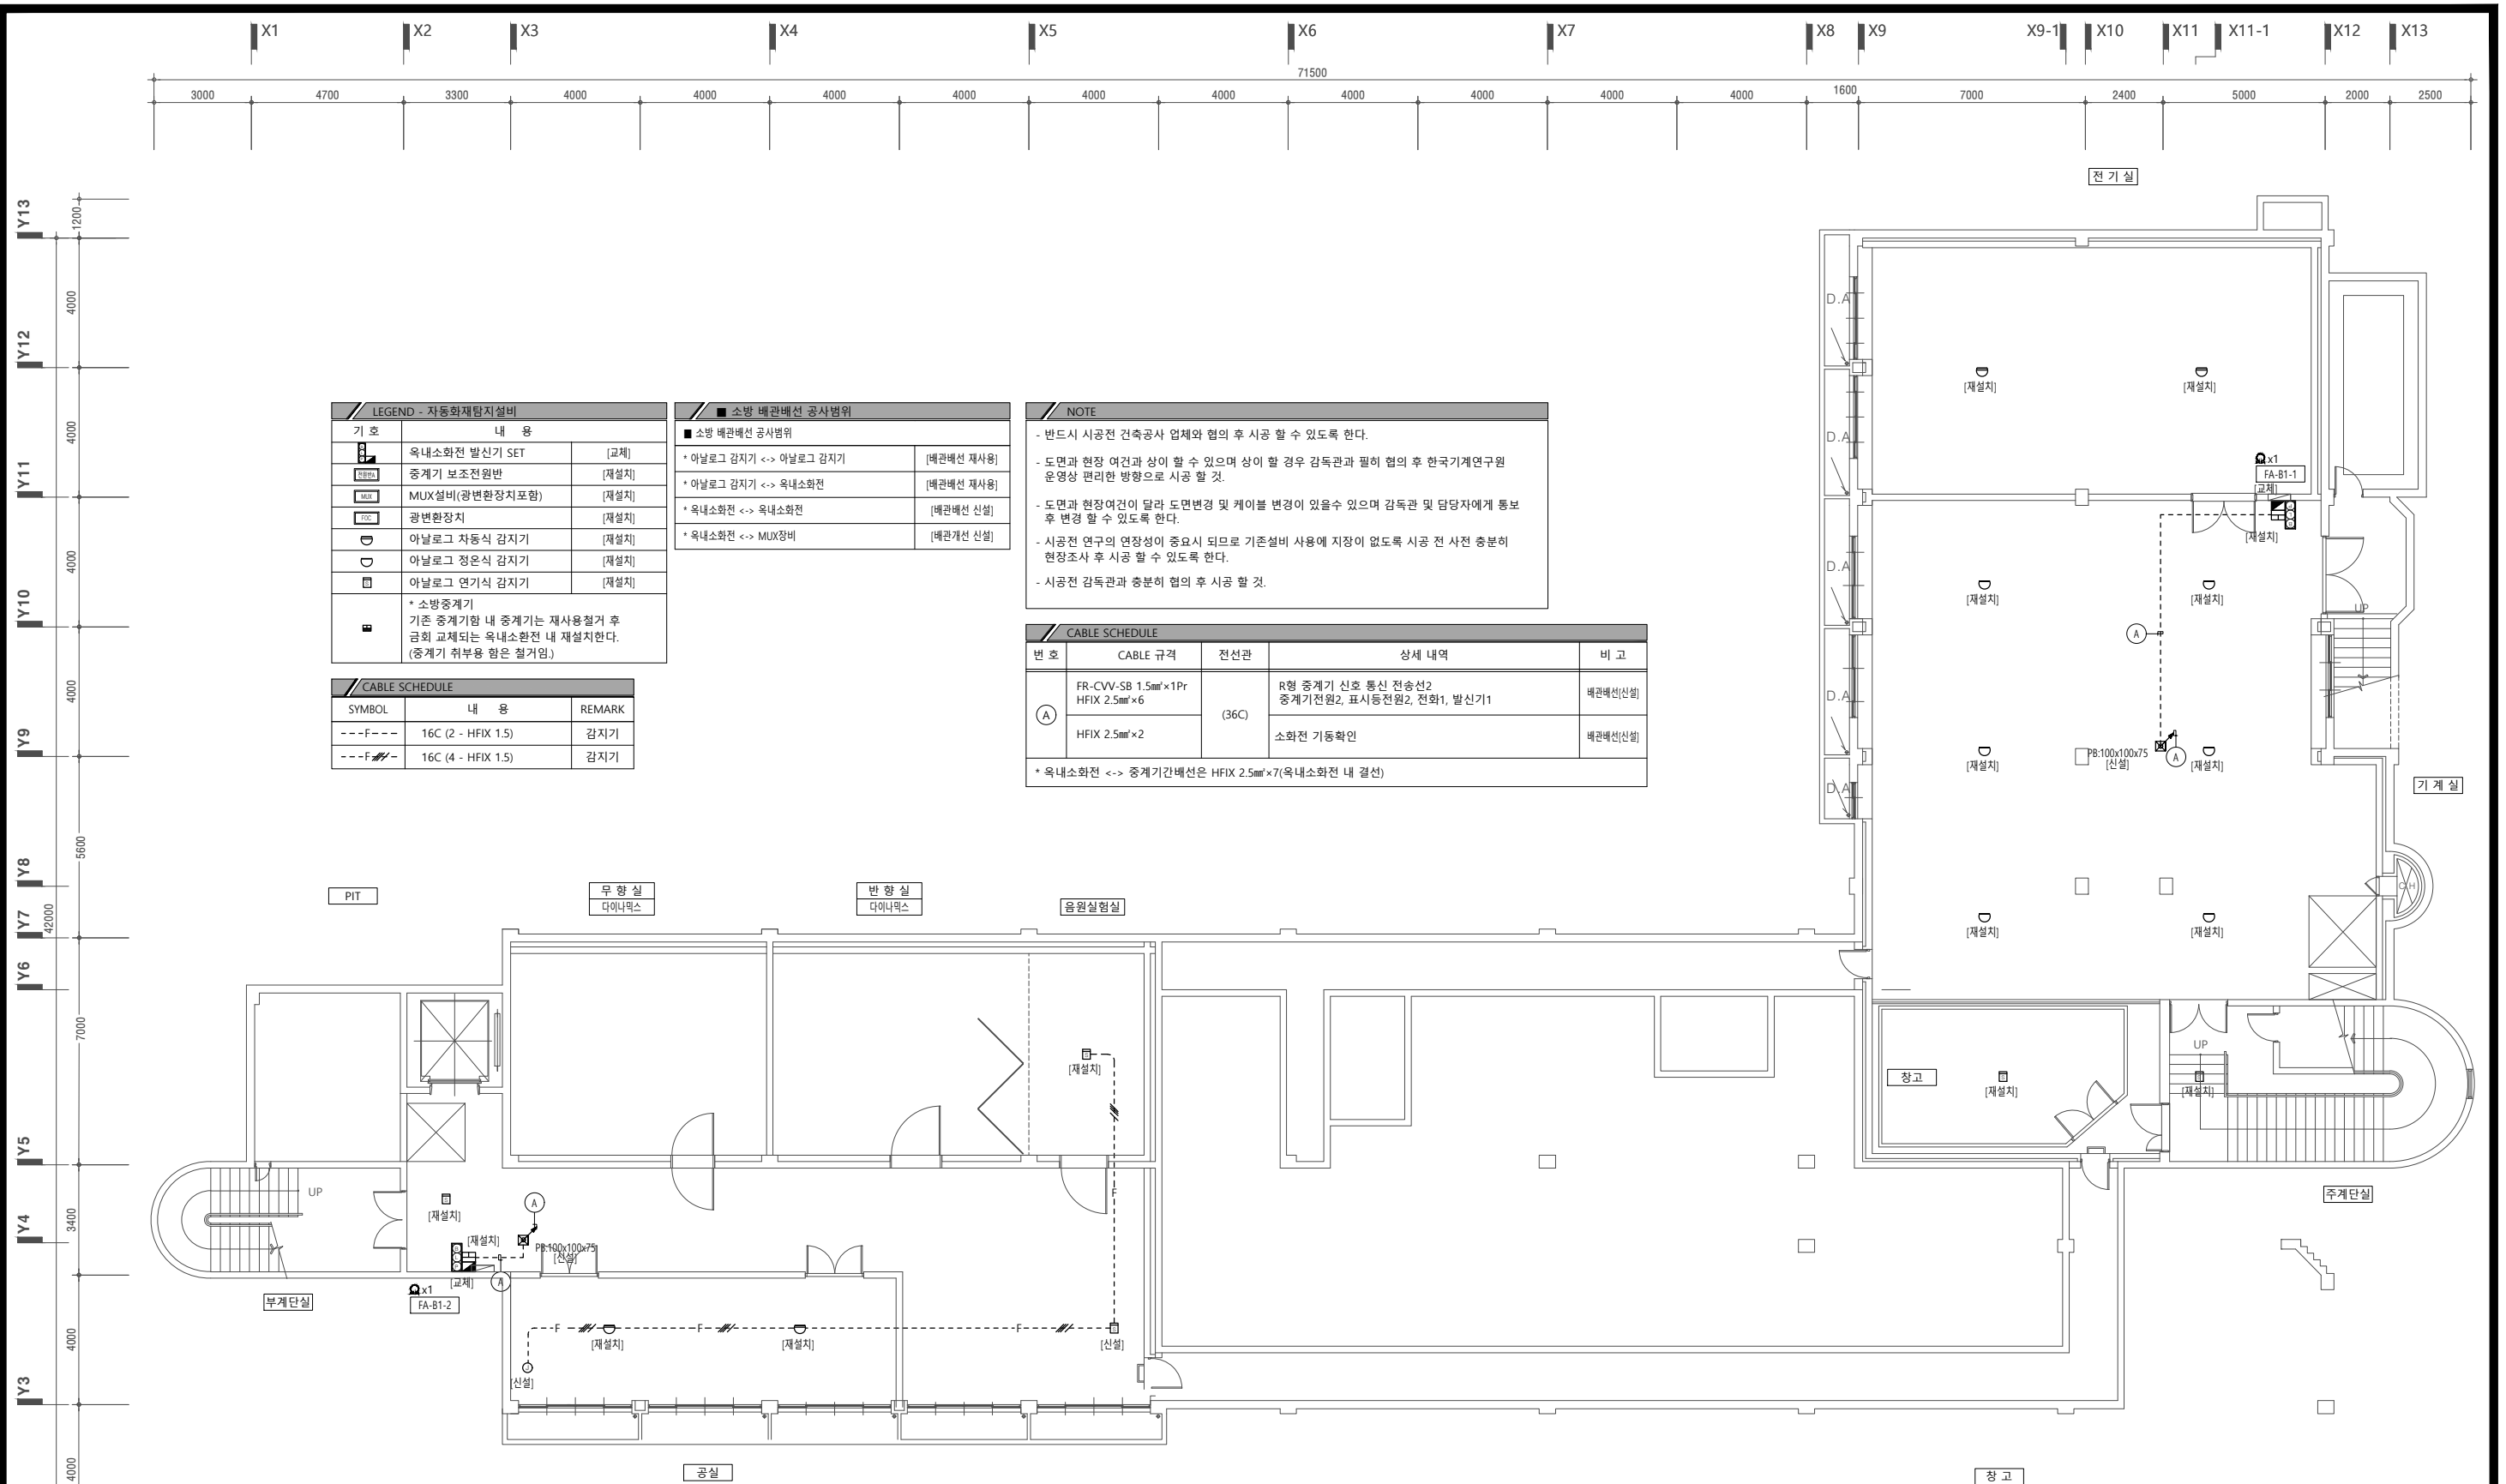 X1 X2 X3 X4 X5 X6 X7 X8 X9 X9-1 X10 X11 X11-1 X12 X13
71500
3000 4700 3300 4000 4000 4000 4000 4000 4000 4000 4000 4000 4000 1600 7000 2400 5000 2000 2500
전 기 실
Y13
1200
4000
Y12
4000
Y11
4000
Y10
4000
Y9
5600
Y8
Y7
42000
Y6
7000
Y5
3400
Y4
4000
Y3
4000
LEGEND - 자동화재탐지설비
기 호 내 용
옥내소화전 발신기 SET [교체]
전원반A 중계기 보조전원반 [재설치]
MUX MUX설비(광변환장치포함) [재설치]
FOC 광변환장치 [재설치]
아날로그 차동식 감지기 [재설치]
아날로그 정온식 감지기 [재설치]
S 아날로그 연기식 감지기 [재설치]
* 소방중계기
기존 중계기함 내 중계기는 재사용철거 후
금회 교체되는 옥내소환전 내 재설치한다.
(중계기 취부용 함은 철거임.)
CABLE SCHEDULE
SYMBOL 내 용 REMARK
---F--- 16C (2 - HFIX 1.5) 감지기
---F-//// 16C (4 - HFIX 1.5) 감지기
■ 소방 배관배선 공사범위
■ 소방 배관배선 공사범위
* 아날로그 감지기 <-> 아날로그 감지기 [배관배선 재사용]
* 아날로그 감지기 <-> 옥내소화전 [배관배선 재사용]
* 옥내소화전 <-> 옥내소화전 [배관배선 신설]
* 옥내소화전 <-> MUX장비 [배관개선 신설]
NOTE
- 반드시 시공전 건축공사 업체와 협의 후 시공 할 수 있도록 한다.
- 도면과 현장 여건과 상이 할 수 있으며 상이 할 경우 감독관과 필히 협의 후 한국기계연구원
운영상 편리한 방향으로 시공 할 것.
- 도면과 현장여건이 달라 도면변경 및 케이블 변경이 있을수 있으며 감독관 및 담당자에게 통보
후 변경 할 수 있도록 한다.
- 시공전 연구의 연장성이 중요시 되므로 기존설비 사용에 지장이 없도록 시공 전 사전 충분히
현장조사 후 시공 할 수 있도록 한다.
- 시공전 감독관과 충분히 협의 후 시공 할 것.
CABLE SCHEDULE
번 호 CABLE 규격 전선관 상세 내역 비 고
A
FR-CVV-SB 1.5㎟×1Pr
HFIX 2.5㎟×6
(36C)
R형 중계기 신호 통신 전송선2
중계기전원2, 표시등전원2, 전화1, 발신기1
배관배선[신설]
HFIX 2.5㎟×2 소화전 기동확인 배관배선[신설]
* 옥내소화전 <-> 중계기간배선은 HFIX 2.5㎟×7(옥내소화전 내 결선)
D.A
D.A
D.A
D.A
D.A
[재설치] [재설치]
x1
FA-B1-1
[교체]
[재설치]
[재설치] [재설치]
UP
A
PB:100x100x75
[신설]
A
[재설치] [재설치]
기 계 실
[재설치] [재설치]
PIT
무 향 실
다이나믹스
반 향 실
다이나믹스
음원실험실
[재설치]
창고
[재설치]
UP
[재설치]
주계단실
UP
[재설치]
A
[재설치]
PB:100x100x75
[신설]
[교체]
A
x1
FA-B1-2
부계단실
F
F F F
[재설치] [재설치] [신설]
J
[신설]
공실
창 고